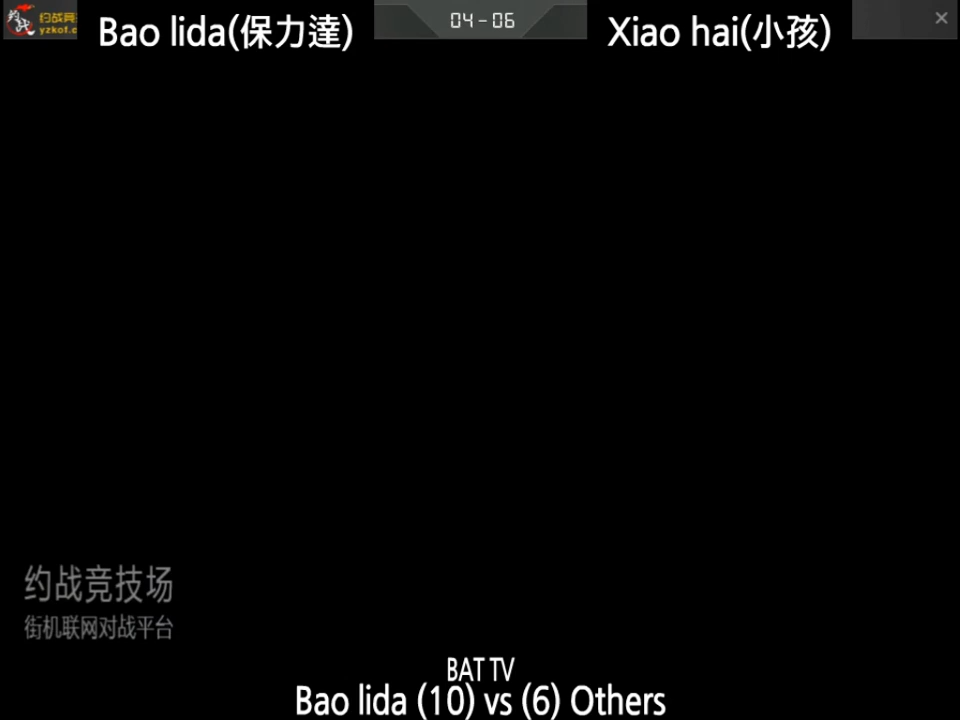 约战竞
yzkof.c
Bao lida(保力達)
04-06
Xiao hai(小孩)
约战竞技场
街机联网对战平台
BAT TV
Bao lida (10) vs (6) Others